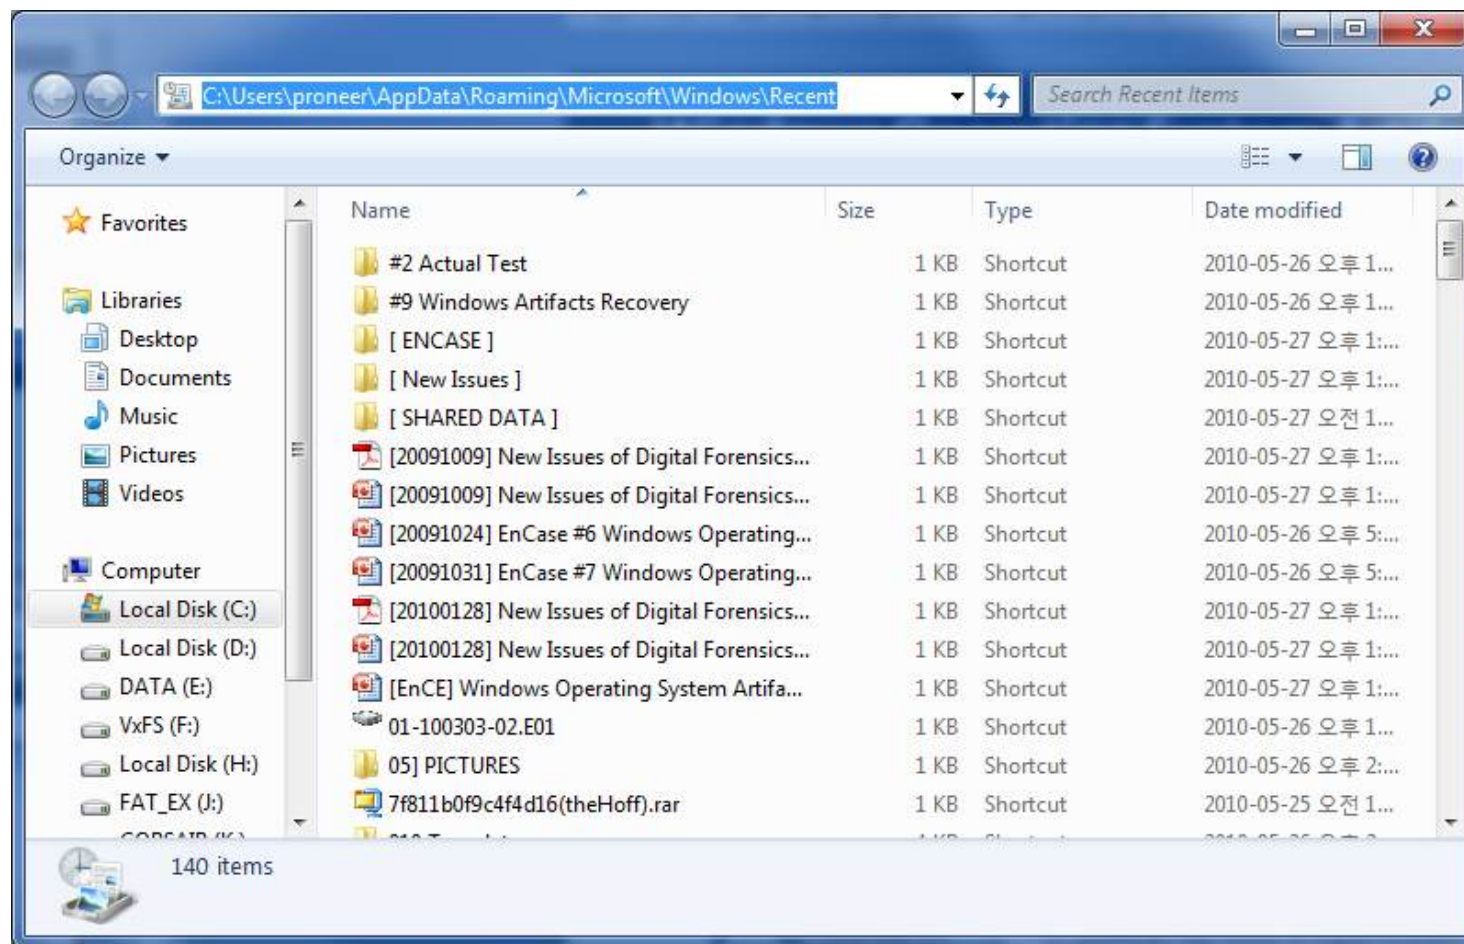 C:\Users\proneer\AppData\Roaming\Microsoft\Windows\Recent
Search Recent Items
Organize
Favorites
Libraries
Desktop
Documents
Music
Pictures
Videos
Computer
Local Disk (C:)
Local Disk (D:)
DATA (E:)
VxFS (F:)
Local Disk (H:)
FAT_EX (J:)
Name Size Type Date modified
#2 Actual Test 1 KB Shortcut 2010-05-26 오후 1...
#9 Windows Artifacts Recovery 1 KB Shortcut 2010-05-26 오후 1...
[ ENCASE ] 1 KB Shortcut 2010-05-27 오후 1:...
[ New Issues ] 1 KB Shortcut 2010-05-27 오후 1:...
[ SHARED DATA ] 1 KB Shortcut 2010-05-27 오전 1...
[20091009] New Issues of Digital Forensics... 1 KB Shortcut 2010-05-27 오후 1:...
[20091009] New Issues of Digital Forensics... 1 KB Shortcut 2010-05-27 오후 1:...
[20091024] EnCase #6 Windows Operating... 1 KB Shortcut 2010-05-26 오후 5:...
[20091031] EnCase #7 Windows Operating... 1 KB Shortcut 2010-05-26 오후 5:...
[20100128] New Issues of Digital Forensics... 1 KB Shortcut 2010-05-27 오후 1:...
[20100128] New Issues of Digital Forensics... 1 KB Shortcut 2010-05-27 오후 1:...
[EnCE] Windows Operating System Artifa... 1 KB Shortcut 2010-05-27 오후 1:...
01-100303-02.E01 1 KB Shortcut 2010-05-26 오후 1...
05] PICTURES 1 KB Shortcut 2010-05-26 오후 2:...
7f811b0f9c4f4d16(theHoff).rar 1 KB Shortcut 2010-05-25 오전 1...
140 items